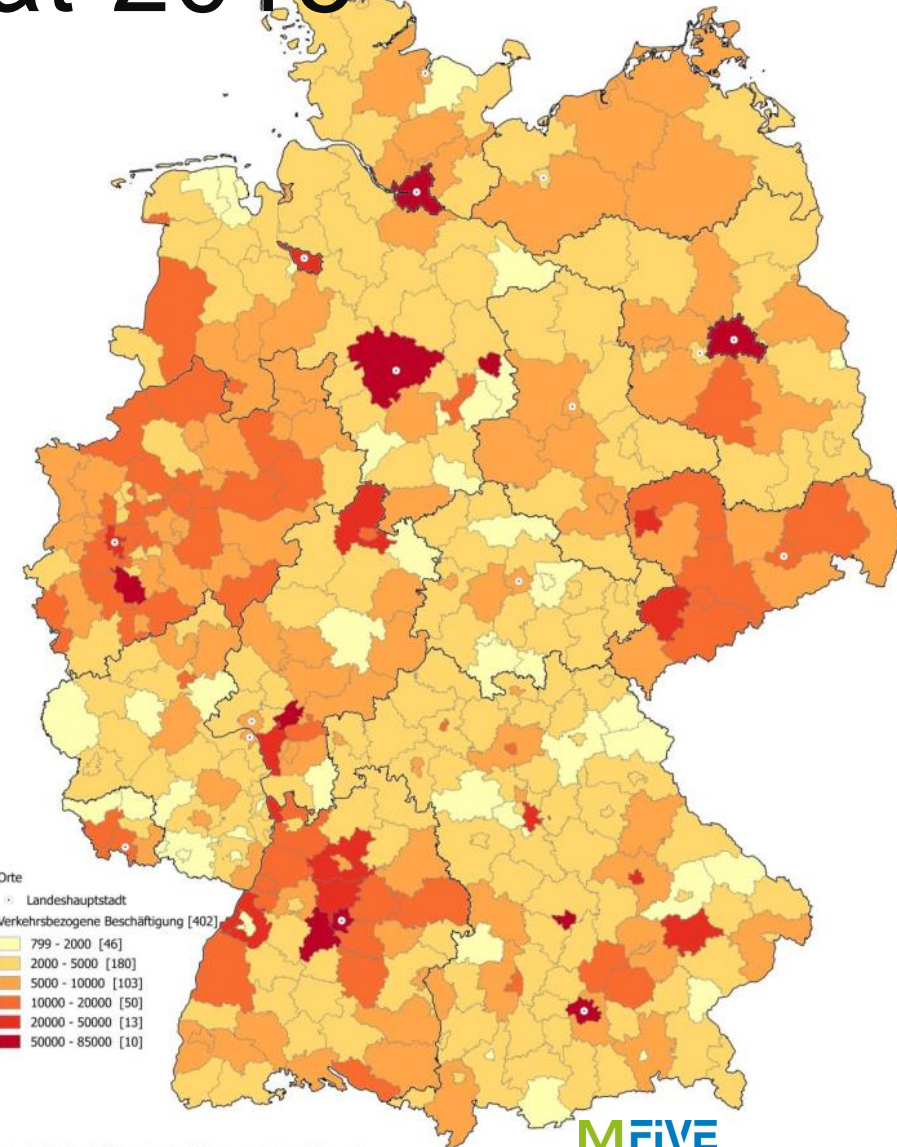 2018
Orte
Landeshauptstadt
Verkehrsbezogene Beschäftigung [402]
799 - 2000 [46]
2000 - 5000 [180]
5000 - 10000 [103]
10000 - 20000 [50]
20000 - 50000 [13]
50000 - 85000 [10]
MFiVE